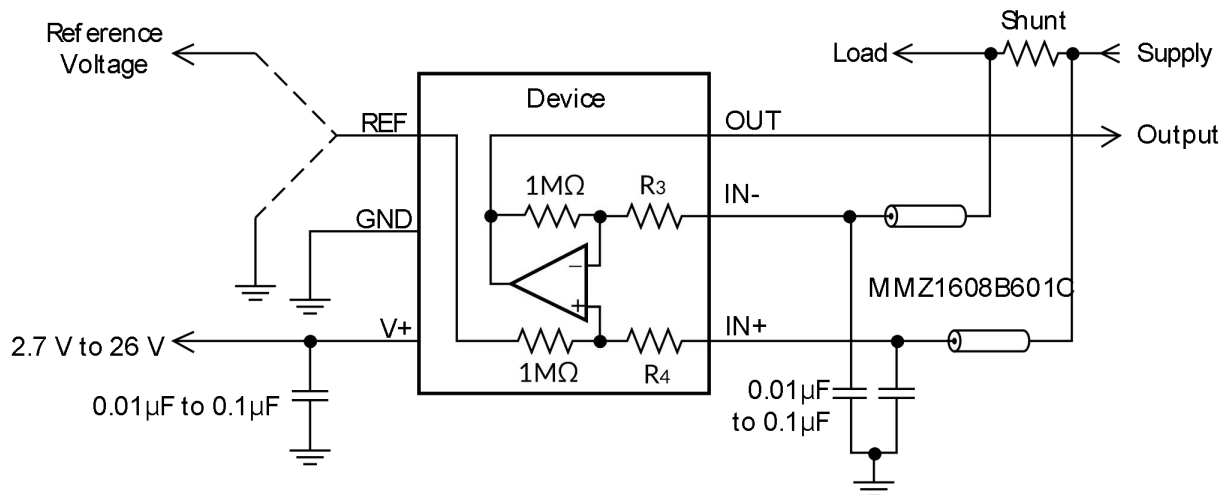 Shunt
Reference
Voltage
Load
Supply
Device
REF
OUT
Output
1MΩ
R3
IN-
GND
−
MMZ1608B601C
+
V+
IN+
2.7 V to 26 V
1MΩ
R4
0.01µF to 0.1µF
0.01µF
to 0.1µF